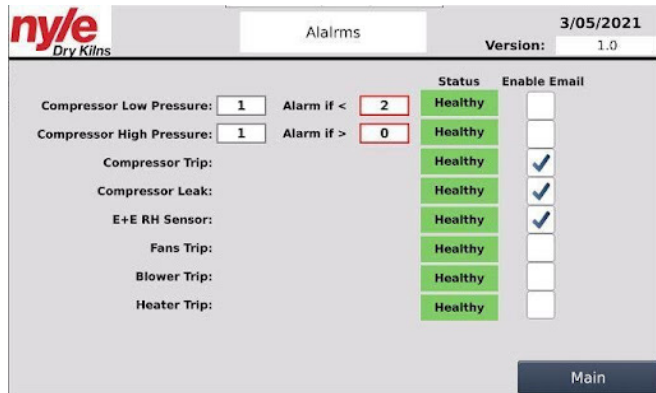 nyle
Dry Kilns
Alalrms
3/05/2021
Version: 1.0
Status Enable Email
Compressor Low Pressure: 1 Alarm if < 2 Healthy
Compressor High Pressure: 1 Alarm if > 0 Healthy
Compressor Trip: Healthy
Compressor Leak: Healthy
E+E RH Sensor: Healthy
Fans Trip: Healthy
Blower Trip: Healthy
Heater Trip: Healthy
Main